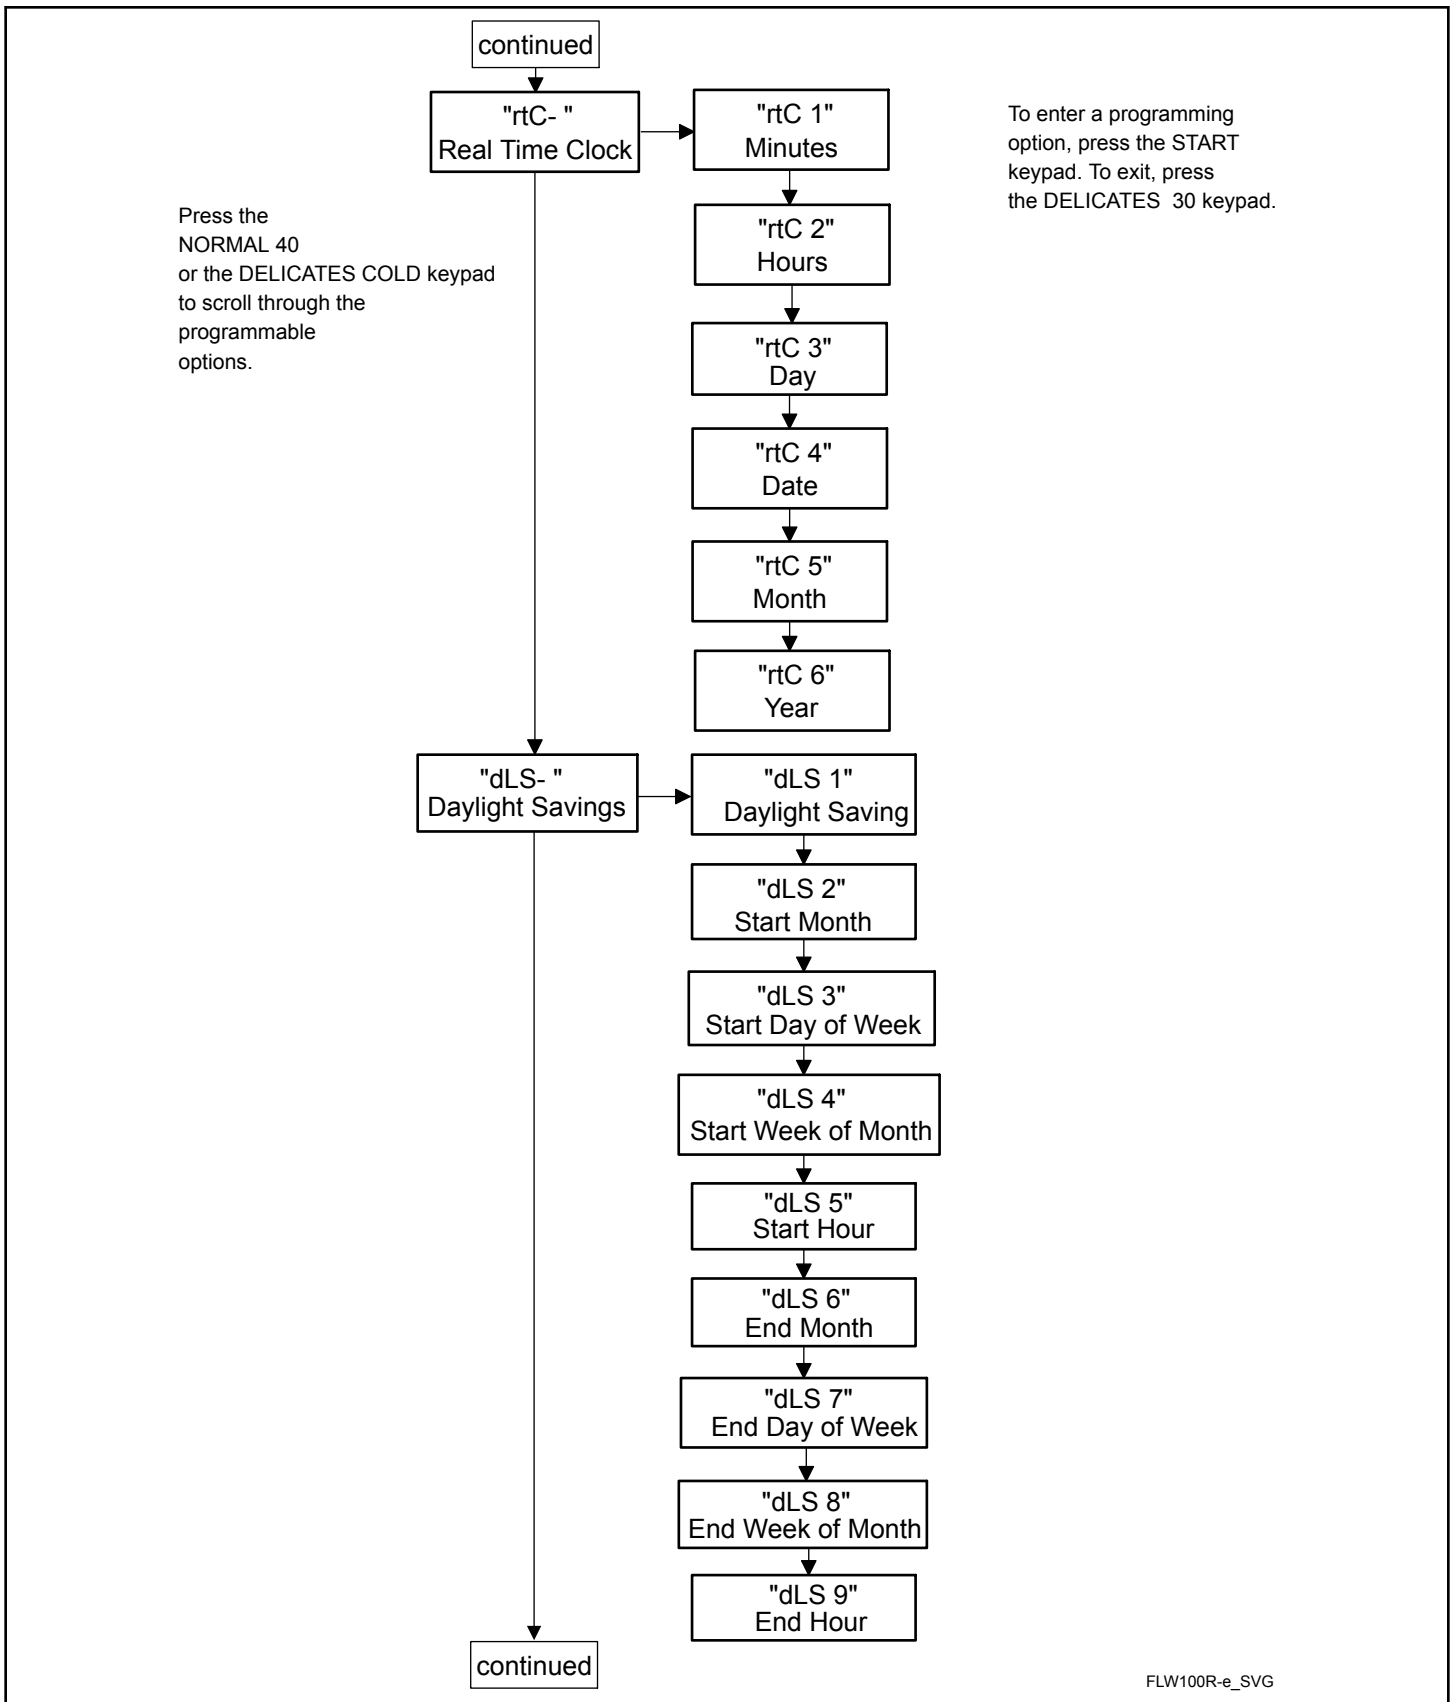 continued
"rtC- "
Real Time Clock
"rtC 1"
Minutes
To enter a programming
option, press the START
keypad. To exit, press
the DELICATES  30 keypad.
Press the
NORMAL 40
or the DELICATES COLD keypad
to scroll through the
programmable
options.
"rtC 2"
Hours
"rtC 3"
Day
"rtC 4"
Date
"rtC 5"
Month
"rtC 6"
Year
"dLS- "
Daylight Savings
"dLS 1"
Daylight Saving
"dLS 2"
Start Month
"dLS 3"
Start Day of Week
"dLS 4"
Start Week of Month
"dLS 5"
Start Hour
"dLS 6"
End Month
"dLS 7"
End Day of Week
"dLS 8"
End Week of Month
"dLS 9"
End Hour
continued
FLW100R-e_SVG